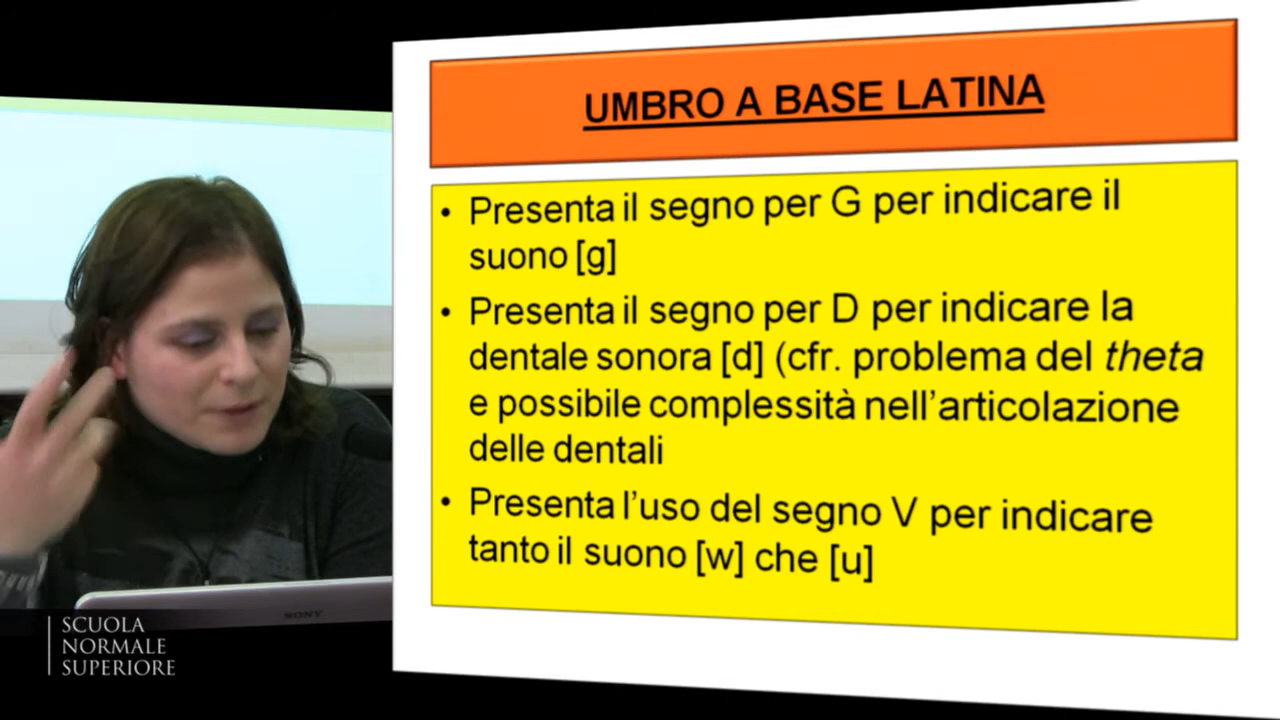 UMBRO A BASE LATINA
• Presenta il segno per G per indicare il
suono [g]
• Presenta il segno per D per indicare la
dentale sonora [d] (cfr. problema del theta
e possibile complessità nell’articolazione
delle dentali
• Presenta l’uso del segno V per indicare
tanto il suono [w] che [u]
SONY
SCUOLA
NORMALE
SUPERIORE